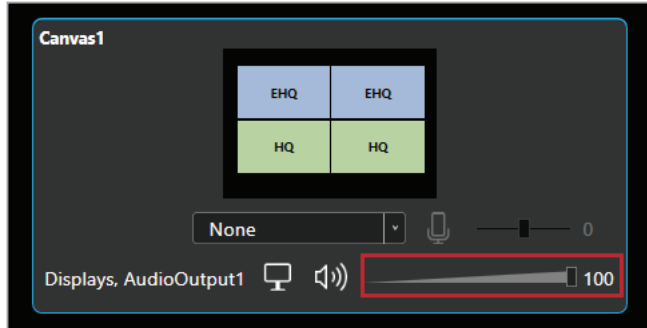 Canvas1
EHQ EHQ
HQ HQ
None 0
Displays, AudioOutput1 100